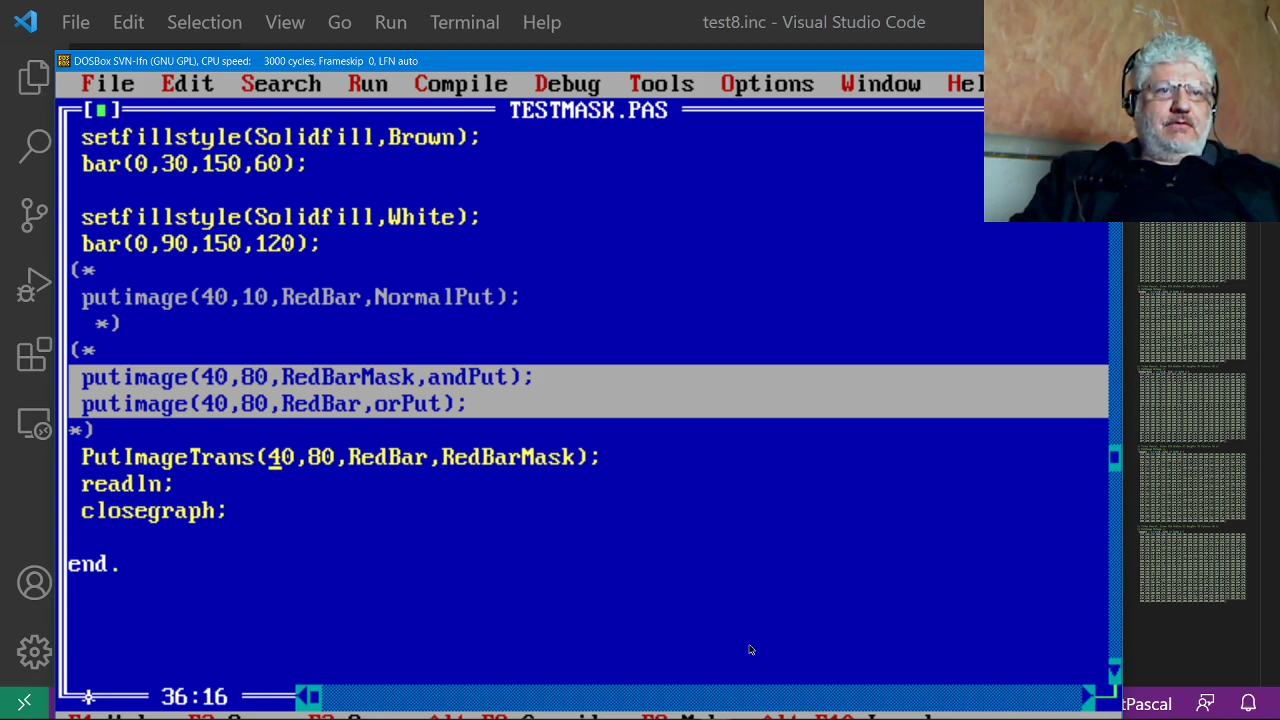 File Edit Selection View Go Run Terminal Help test8.inc - Visual Studio Code
DOSBox SVN-lfn (GNU GPL), CPU speed: 3000 cycles, Frameskip 0, LFN auto
File Edit Search Run Compile Debug Tools Options Window Hel
TESTMASK.PAS
setfillstyle(Solidfill,Brown);
bar(0,30,150,60);
setfillstyle(Solidfill,White);
bar(0,90,150,120);
(*
putimage(40,10,RedBar,NormalPut);
*)
(*
putimage(40,80,RedBarMask,andPut);
putimage(40,80,RedBar,orPut);
*)
PutImageTrans(40,80,RedBar,RedBarMask);
readln;
closegraph;
end.
36:16
tPascal